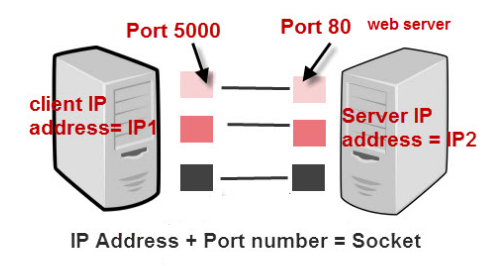 Port 5000
Port 80 web server
client IP
address= IP1
Server IP
address = IP2
IP Address + Port number = Socket